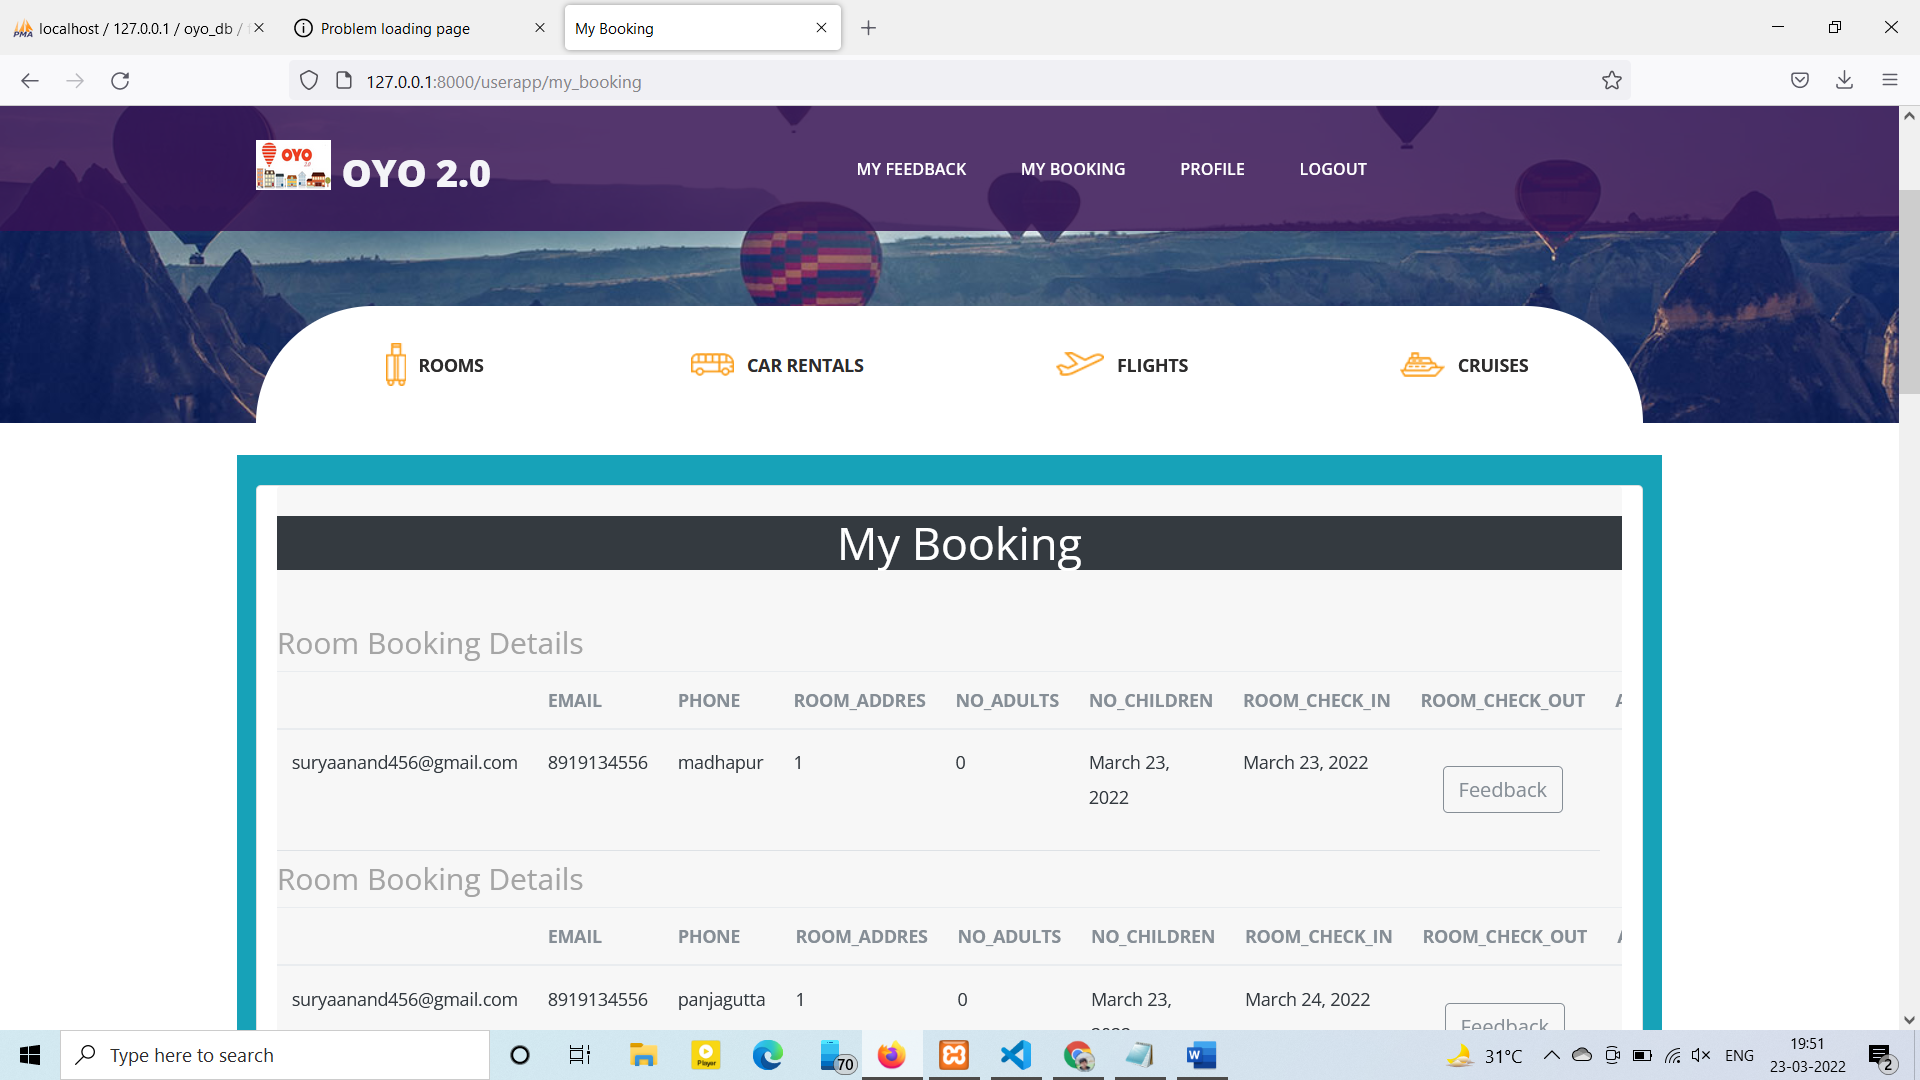 localhost / 127.0.0.1 / oyo_db /
Problem loading page
My Booking
127.0.0.1:8000/userapp/my_booking
OYO
2.0
OYO 2.0
MY FEEDBACK
MY BOOKING
PROFILE
LOGOUT
ROOMS
CAR RENTALS
FLIGHTS
CRUISES
My Booking
Room Booking Details
EMAIL PHONE ROOM_ADDRES NO_ADULTS NO_CHILDREN ROOM_CHECK_IN ROOM_CHECK_OUT
suryaanand456@gmail.com 8919134556 madhapur 1 0 March 23, March 23, 2022
2022
Feedback
Room Booking Details
EMAIL PHONE ROOM_ADDRES NO_ADULTS NO_CHILDREN ROOM_CHECK_IN ROOM_CHECK_OUT
suryaanand456@gmail.com 8919134556 panjagutta 1 0 March 23, March 24, 2022
Feedback
Type here to search
Player
70
31°C
ENG
19:51
23-03-2022
2